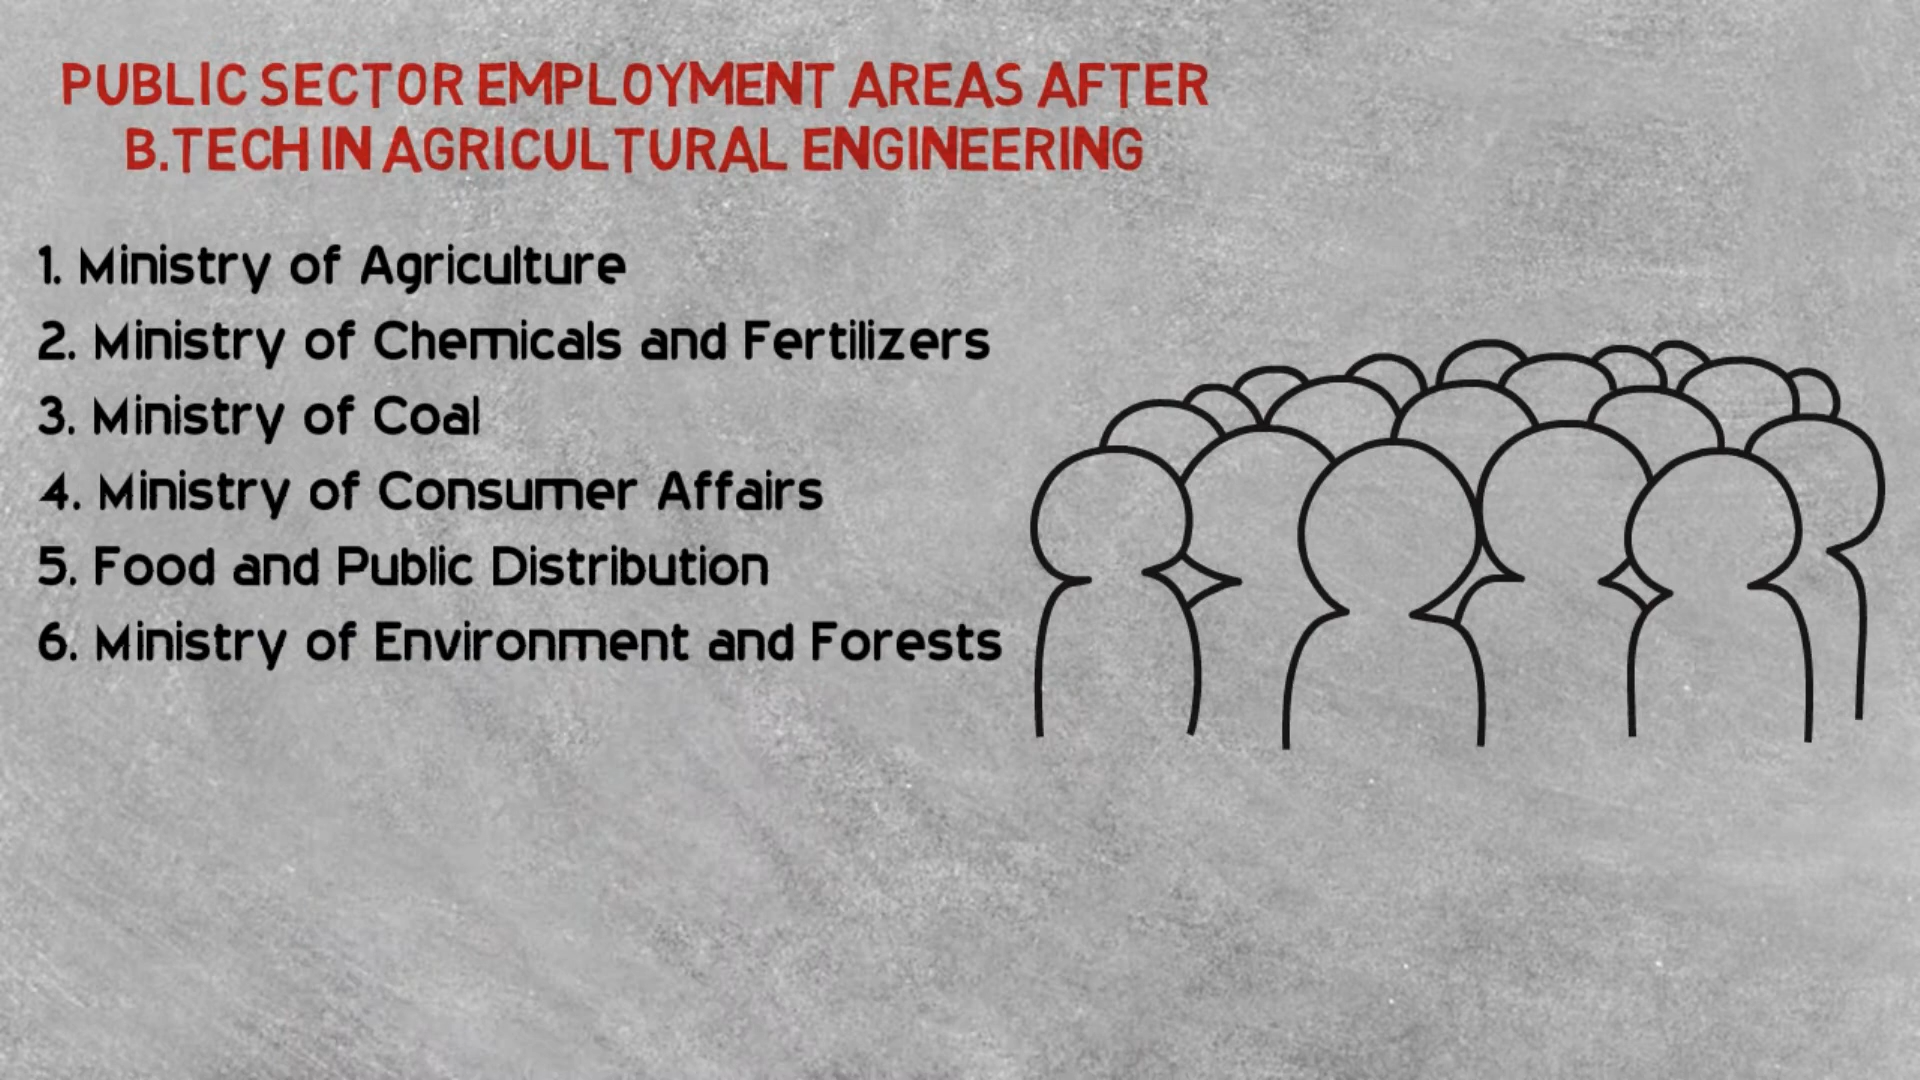 PUBLIC SECTOR EMPLOYMENT AREAS AFTER
B.TECH IN AGRICULTURAL ENGINEERING
1. Ministry of Agriculture
2. Ministry of Chemicals and Fertilizers
3. Ministry of Coal
4. Ministry of Consumer Affairs
5. Food and Public Distribution
6. Ministry of Environment and Forests